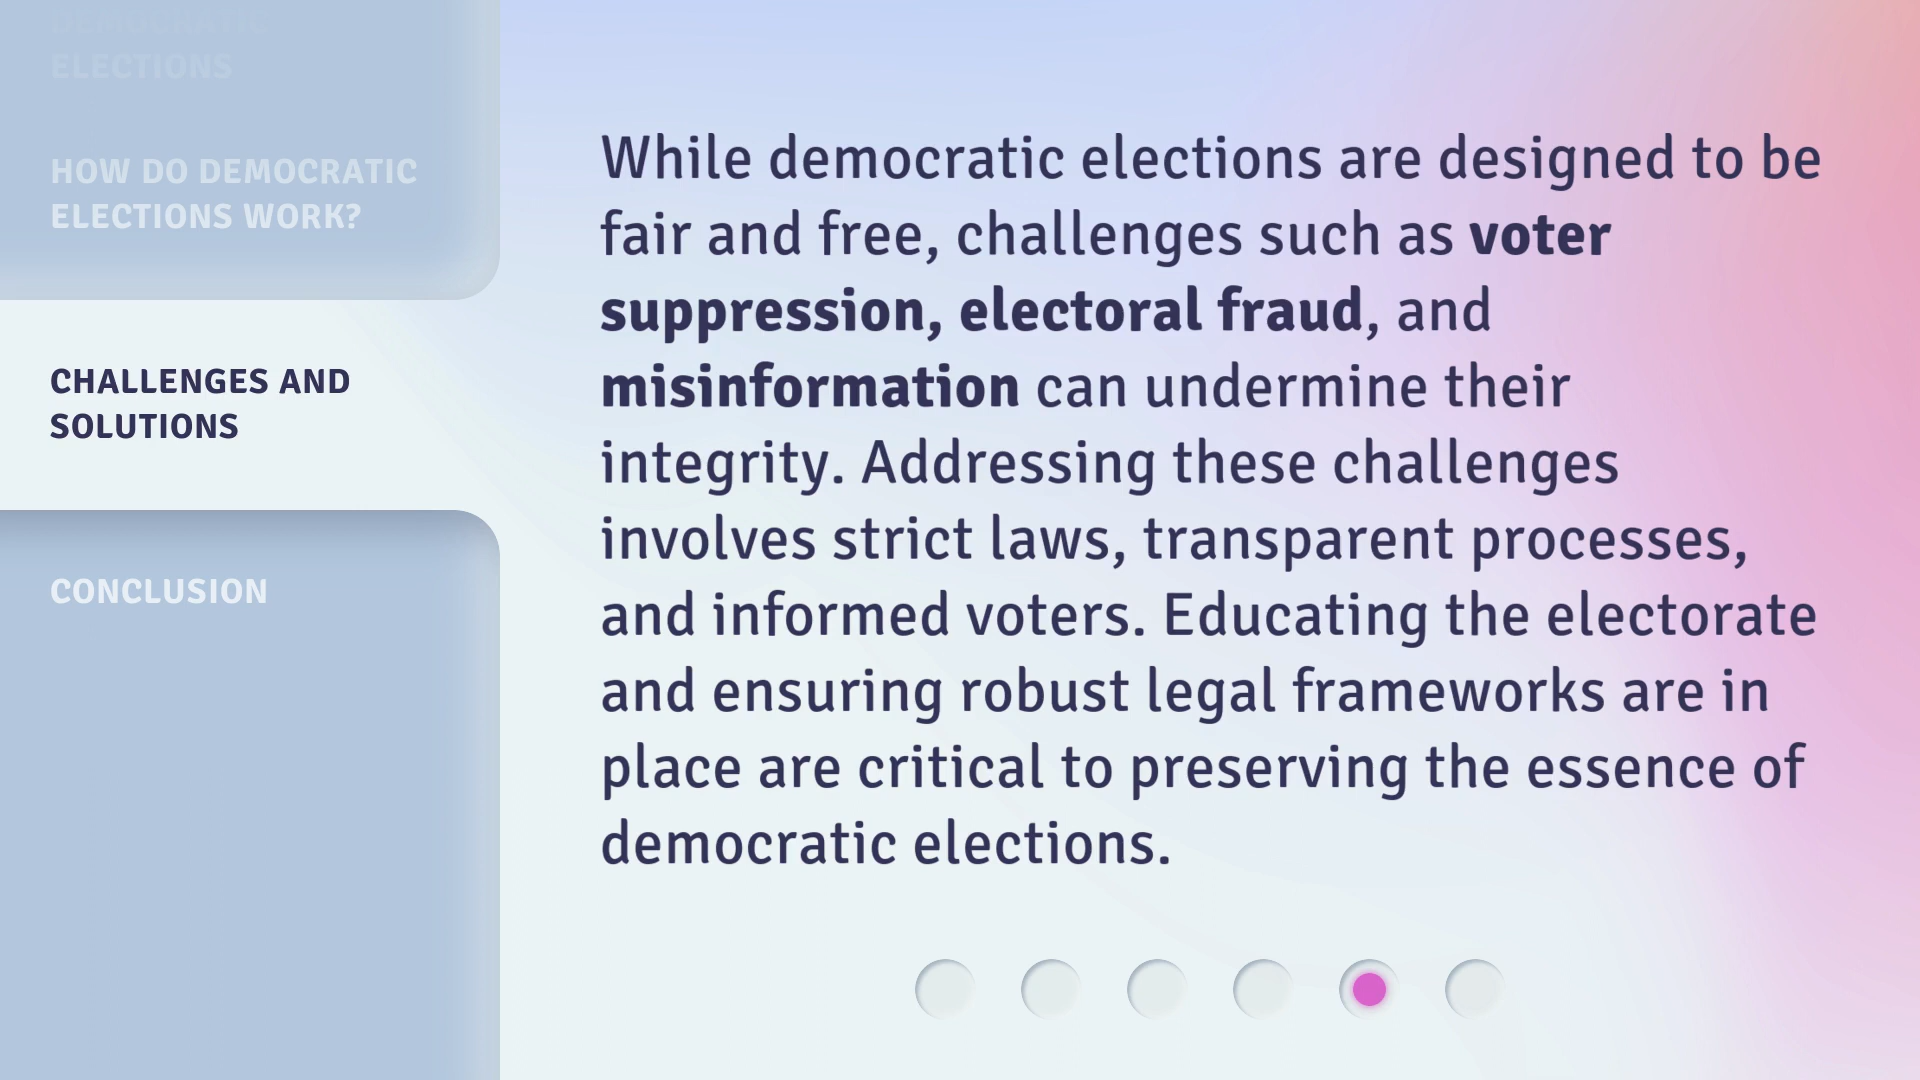 DEMOCRATIC
ELECTIONS
HOW DO DEMOCRATIC
ELECTIONS WORK?
CHALLENGES AND
SOLUTIONS
CONCLUSION
While democratic elections are designed to be
fair and free, challenges such as voter
suppression, electoral fraud, and
misinformation can undermine their
integrity. Addressing these challenges
involves strict laws, transparent processes,
and informed voters. Educating the electorate
and ensuring robust legal frameworks are in
place are critical to preserving the essence of
democratic elections.